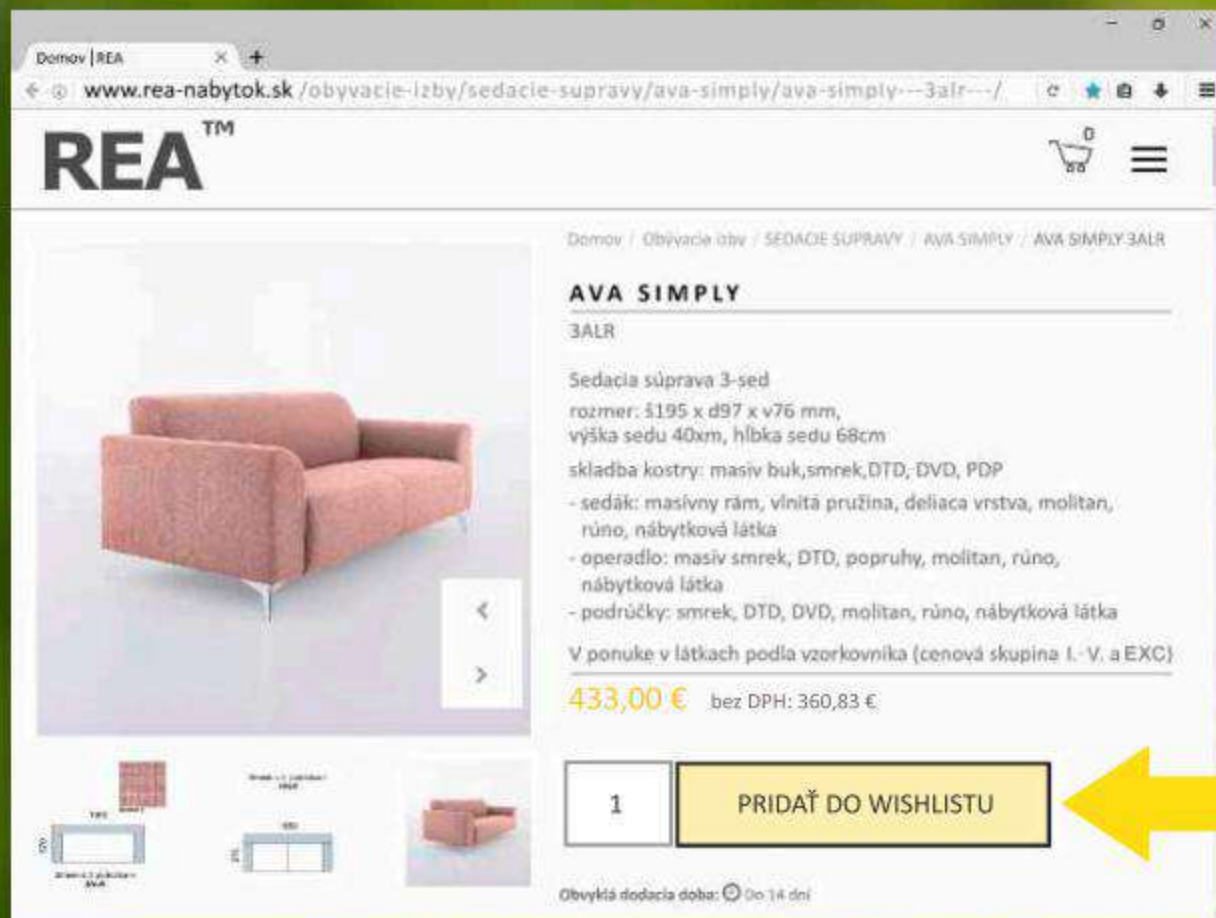 Domov | REA
www.rea-nabytok.sk/obyvacie-izby/sedacie-supravy/ava-simply/ava-simply---3alr---/
REA™
0
Domov / Obývacie izby / SEDACIE SUPRAVY / AVA SIMPLY / AVA SIMPLY 3ALR
AVA SIMPLY
3ALR
Sedacia súprava 3-sed
rozmer: š195 x d97 x v76 mm,
výška sedu 40xm, hĺbka sedu 68cm
skladba kostry: masiv buk,smrek,DTD, DVD, PDP
- sedák: masívny rám, vlnitá pružina, deliaca vrstva, molitan,
rúno, nábytková látka
- operadlo: masiv smrek, DTD, popruhy, molitan, rúno,
nábytková látka
- podrúčky: smrek, DTD, DVD, molitan, rúno, nábytková látka
V ponuke v látkach podla vzorkovníka (cenová skupina I.- V. a EXC)
433,00 € bez DPH: 360,83 €
1
PRIDAŤ DO WISHLISTU
Obvyklá dodacia doba: Do 14 dní